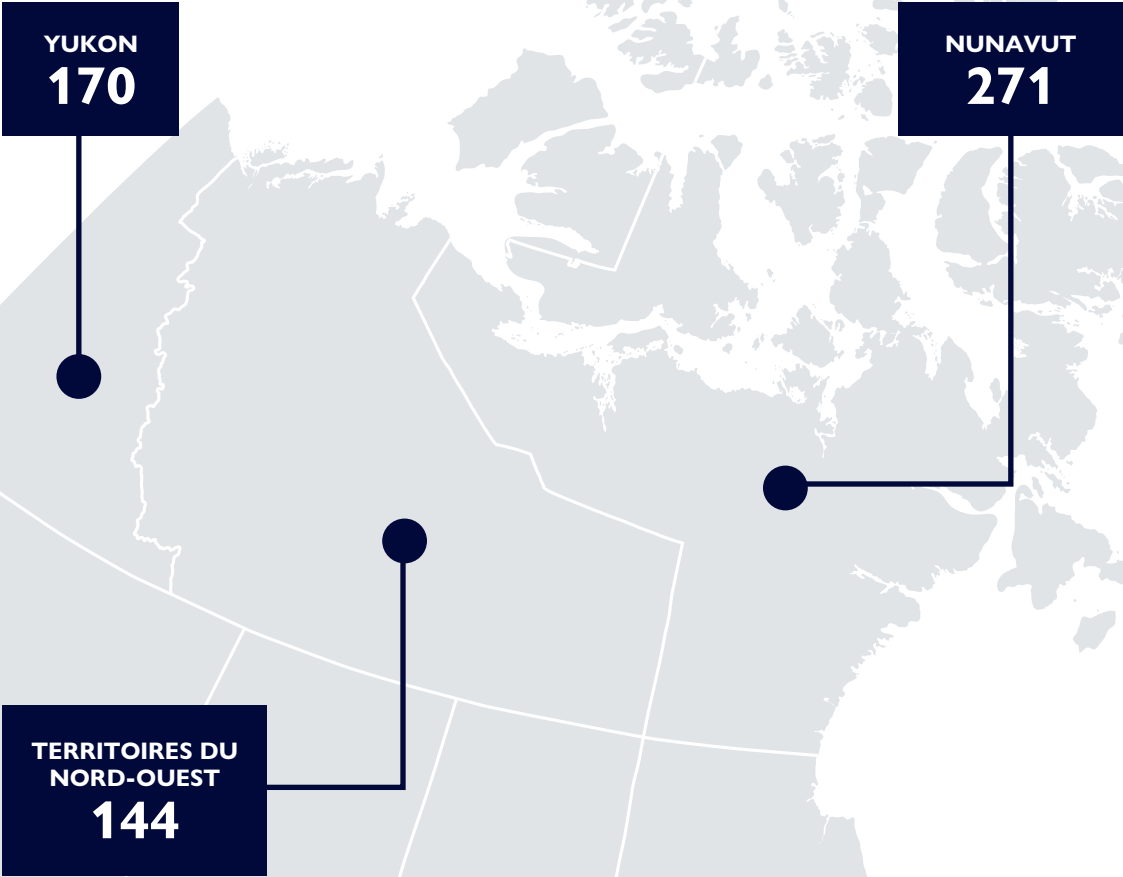 YUKON
170
NUNAVUT
271
TERRITOIRES DU
NORD-OUEST
144